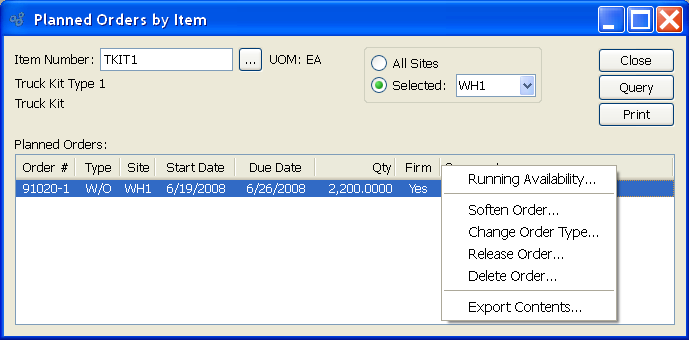 Planned Orders by Item
Item Number: TKIT1 ... UOM: EA
Truck Kit Type 1
Truck Kit
All Sites
Selected: WH1
Close
Query
Print
Planned Orders:
Order # Type Site Start Date Due Date Qty Firm
91020-1 W/O WH1 6/19/2008 6/26/2008 2,200.0000 Yes
Running Availability...
Soften Order...
Change Order Type...
Release Order...
Delete Order...
Export Contents...